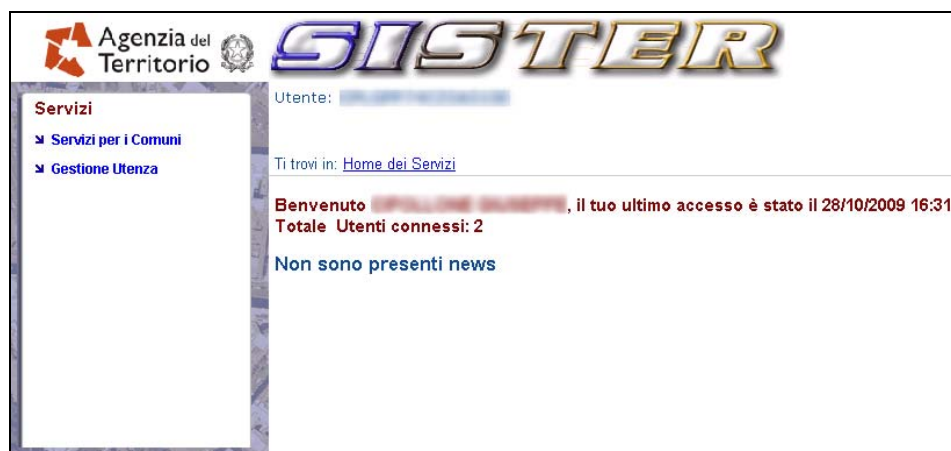 Agenzia del
Territorio
SISTER
Servizi
Servizi per i Comuni
Gestione Utenza
Utente:
Ti trovi in: Home dei Servizi
Benvenuto , il tuo ultimo accesso è stato il 28/10/2009 16:31
Totale Utenti connessi: 2
Non sono presenti news